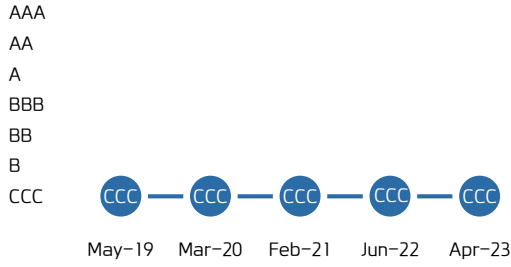 AAA
AA
A
BBB
BB
B
CCC CCC CCC CCC CCC CCC
May-19 Mar-20 Feb-21 Jun-22 Apr-23